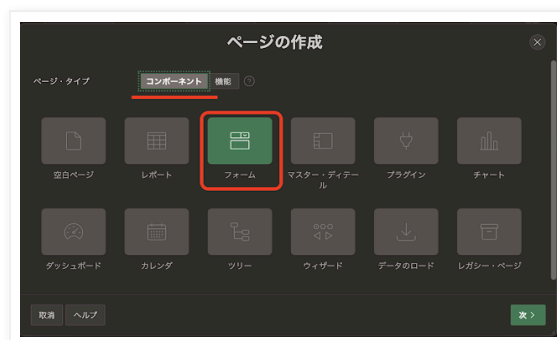 ページの作成
ページ・タイプ
コンポーネント
機能
?
空白ページ
レポート
フォーム
マスター・ディテー
ル
プラグイン
チャート
ダッシュボード
カレンダ
ツリー
ウィザード
データのロード
レガシー・ページ
取消
ヘルプ
次 >